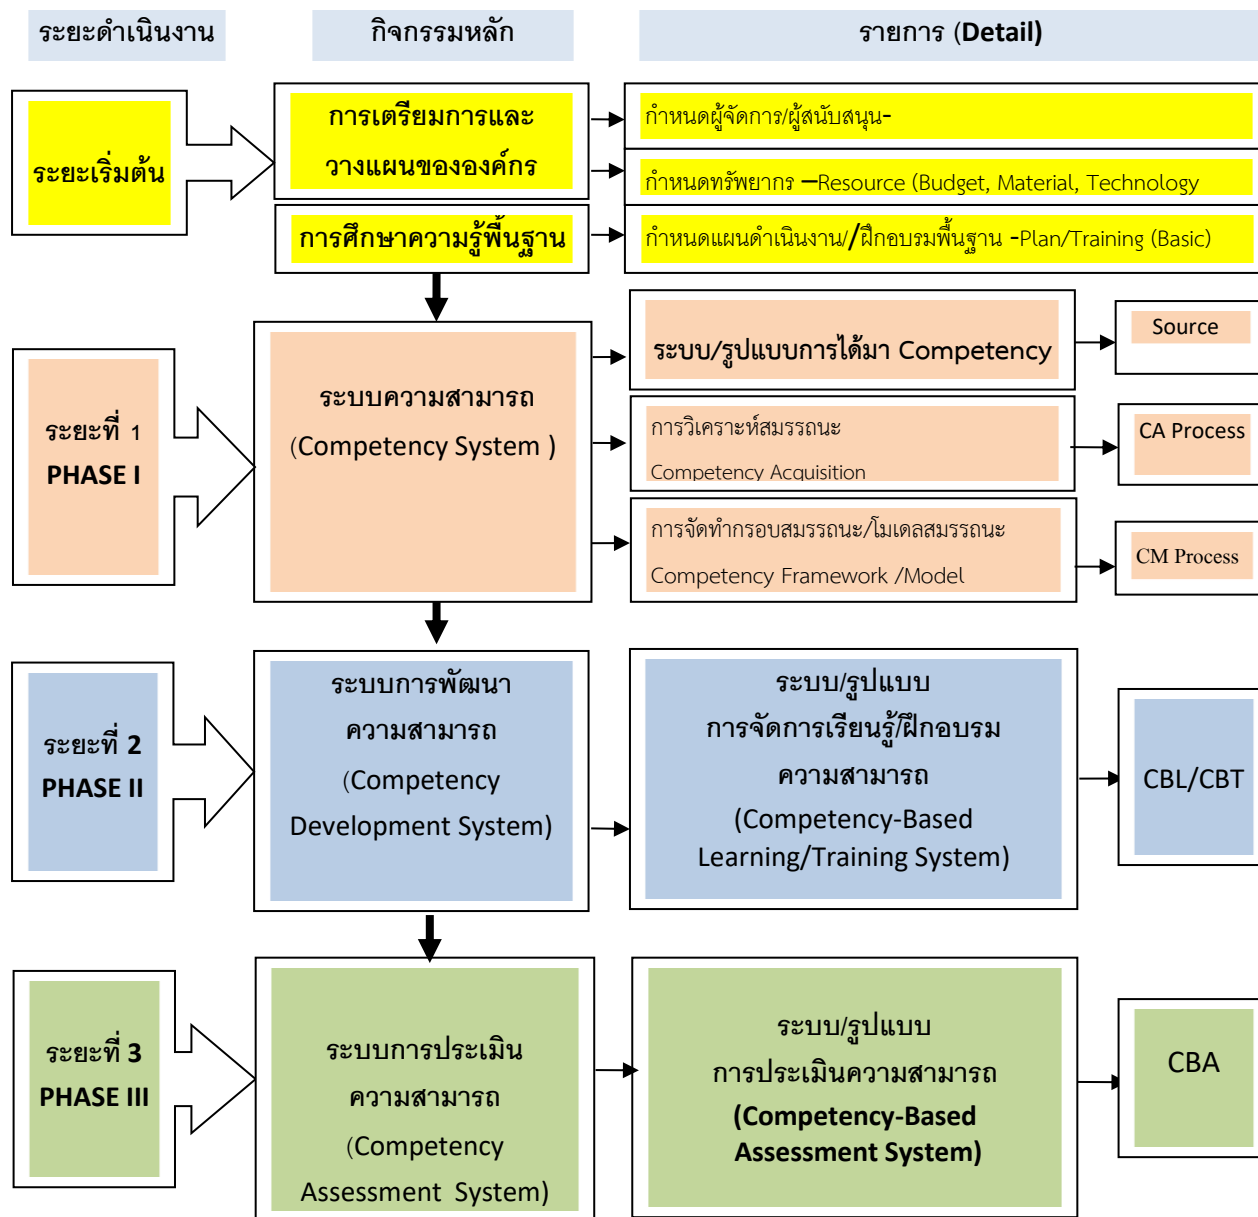 ระยะดำเนินงาน
กิจกรรมหลัก
รายการ (Detail)
ระยะเริ่มต้น
การเตรียมการและ
วางแผนขององค์กร
กำหนดผู้จัดการ/ผู้สนับสนุน-
กำหนดทรัพยากร –Resource (Budget, Material, Technology
การศึกษาความรู้พื้นฐาน
กำหนดแผนดำเนินงาน//ฝึกอบรมพื้นฐาน -Plan/Training (Basic)
ระยะที่ 1
PHASE I
ระบบความสามารถ
(Competency System )
ระบบ/รูปแบบการได้มา Competency
Source
การวิเคราะห์สมรรถนะ
Competency Acquisition
CA Process
การจัดทำกรอบสมรรถนะ/โมเดลสมรรถนะ
Competency Framework /Model
CM Process
ระยะที่ 2
PHASE II
ระบบการพัฒนา
ความสามารถ
(Competency
Development System)
ระบบ/รูปแบบ
การจัดการเรียนรู้/ฝึกอบรม
ความสามารถ
(Competency-Based
Learning/Training System)
CBL/CBT
ระยะที่ 3
PHASE III
ระบบการประเมิน
ความสามารถ
(Competency
Assessment System)
ระบบ/รูปแบบ
การประเมินความสามารถ
(Competency-Based
Assessment System)
CBA